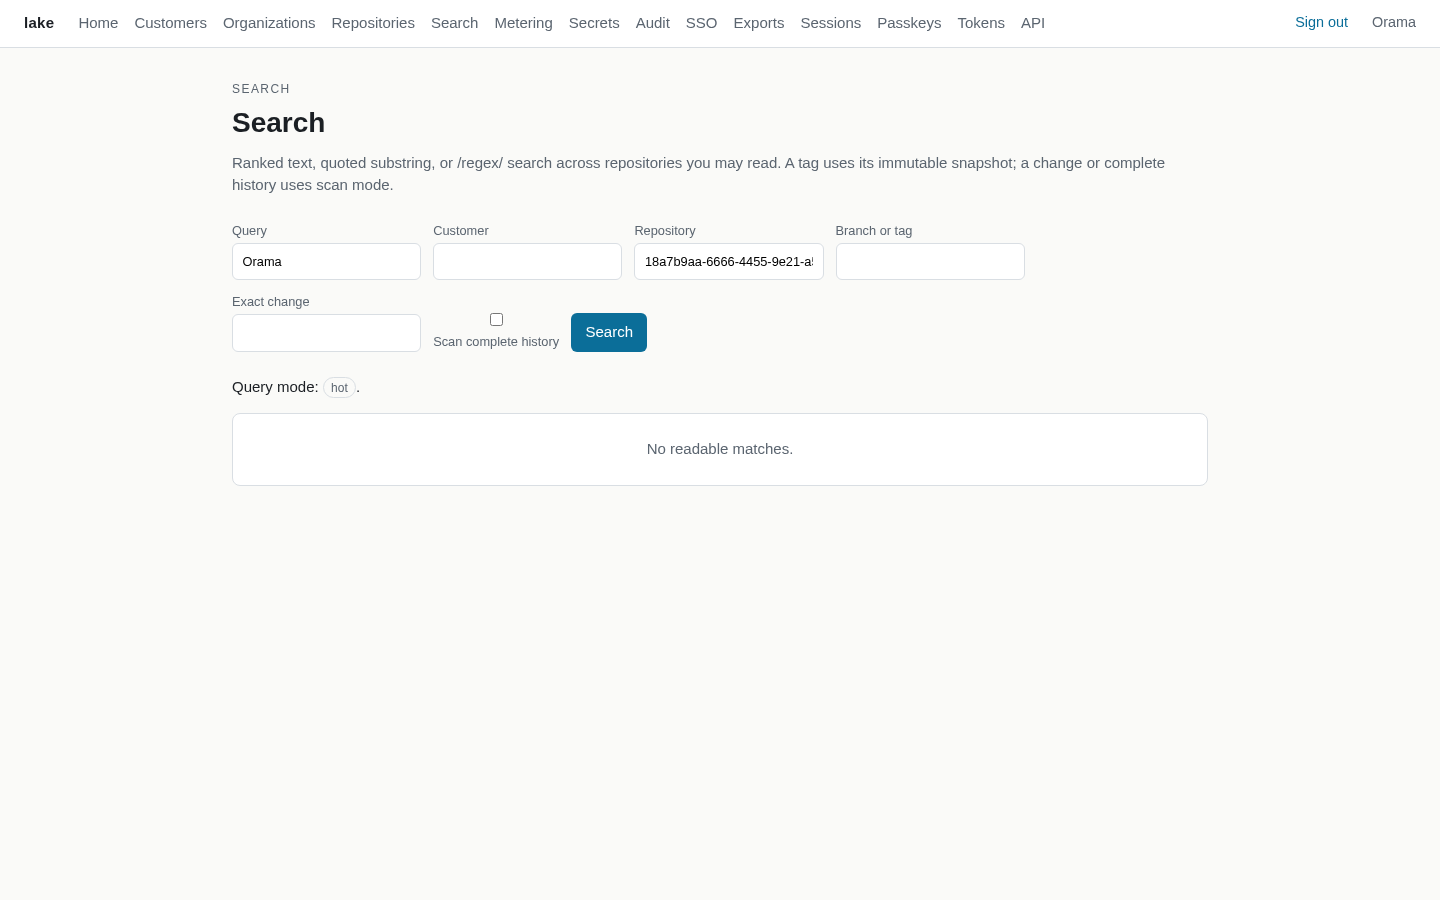 lake Home Customers Organizations Repositories Search Metering Secrets Audit SSO Exports Sessions Passkeys Tokens API Sign out Orama
SEARCH
Search
Ranked text, quoted substring, or /regex/ search across repositories you may read. A tag uses its immutable snapshot; a change or complete
history uses scan mode.
Query Customer Repository Branch or tag
Orama 18a7b9aa-6666-4455-9e21-a
Exact change
Scan complete history Search
Query mode: hot .
No readable matches.